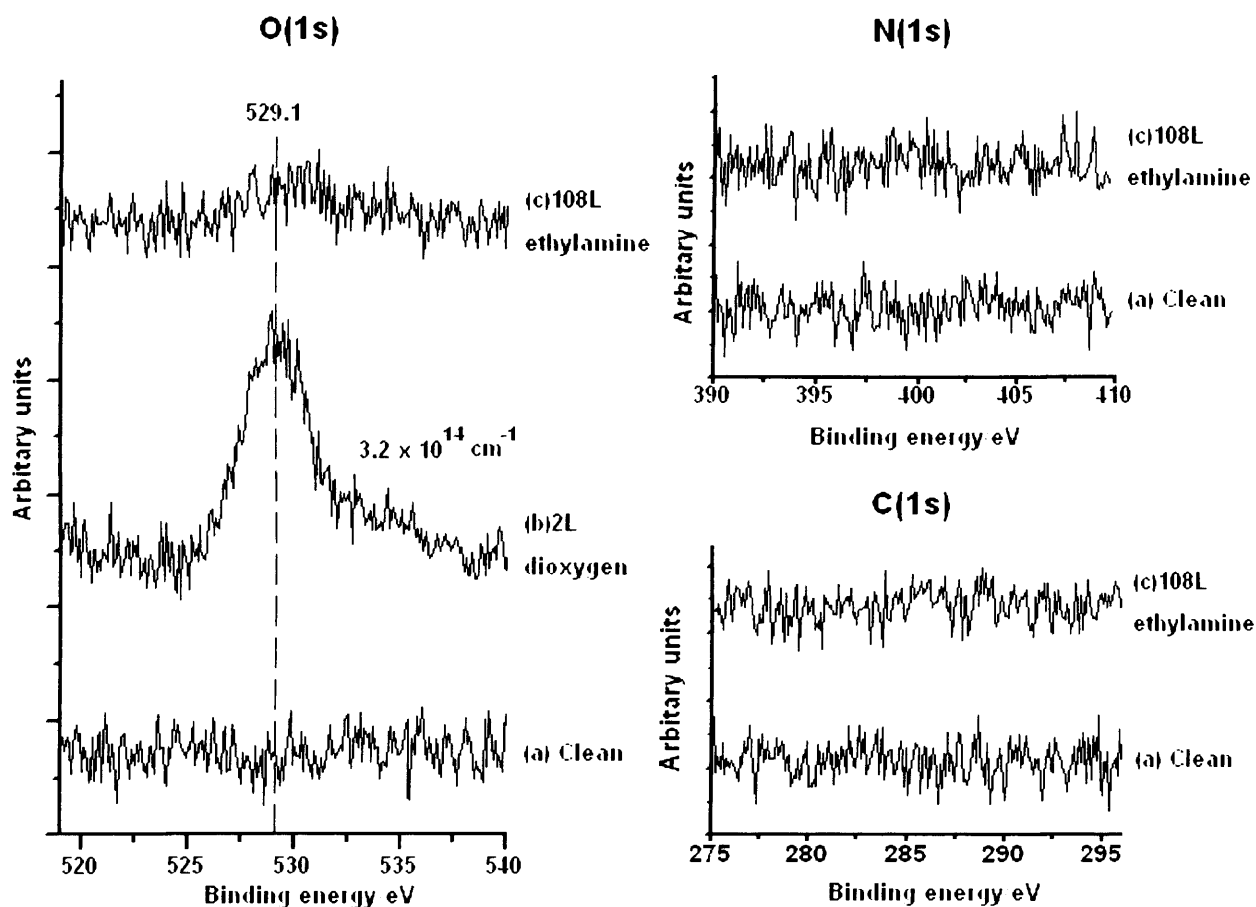 O(1s)
529.1
(c)108L
ethylamine
3.2 × 10¹⁴ cm⁻¹
(b)2L
dioxygen
(a) Clean
Arbitary units
520 525 530 535 540
Binding energy eV
N(1s)
(c)108L
ethylamine
(a) Clean
Arbitary units
390 395 400 405 410
Binding energy eV
C(1s)
(c)108L
ethylamine
(a) Clean
Arbitary units
275 280 285 290 295
Binding energy eV